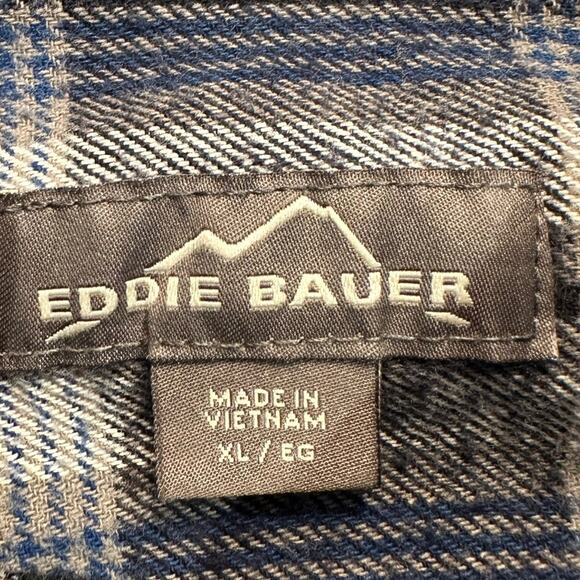 EDDIE BAUER
MADE IN
VIETNAM
XL / EG